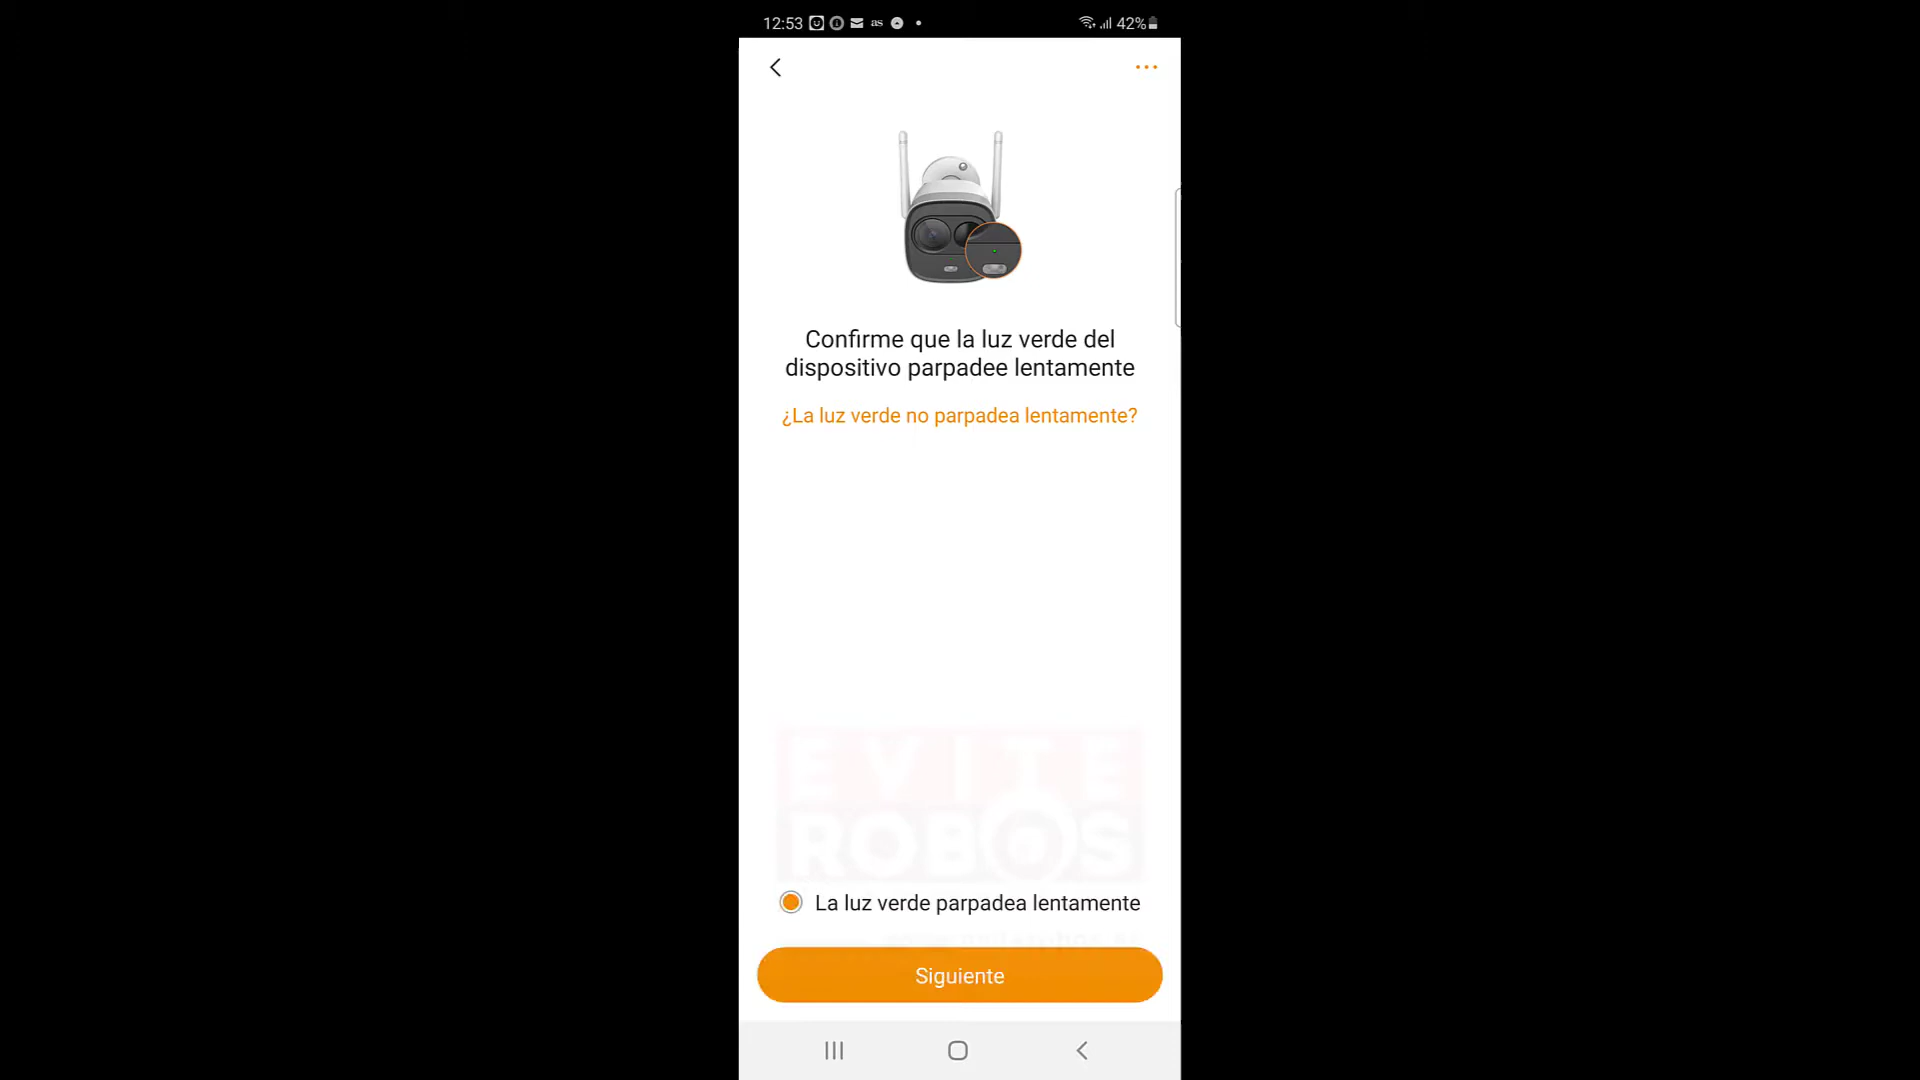 12:53 as 42%
Confirme que la luz verde del
dispositivo parpadee lentamente
¿La luz verde no parpadea lentamente?
EVITE
ROBOS
La luz verde parpadea lentamente
Siguiente